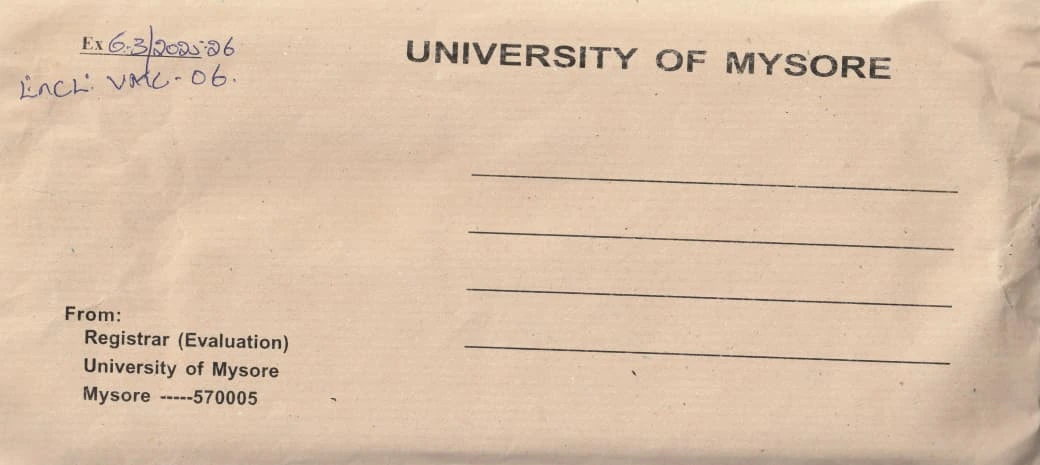 Ex 6.3/2025-26
UNIVERSITY OF MYSORE
Encl: VMC-06.
From:
Registrar (Evaluation)
University of Mysore
Mysore -----570005